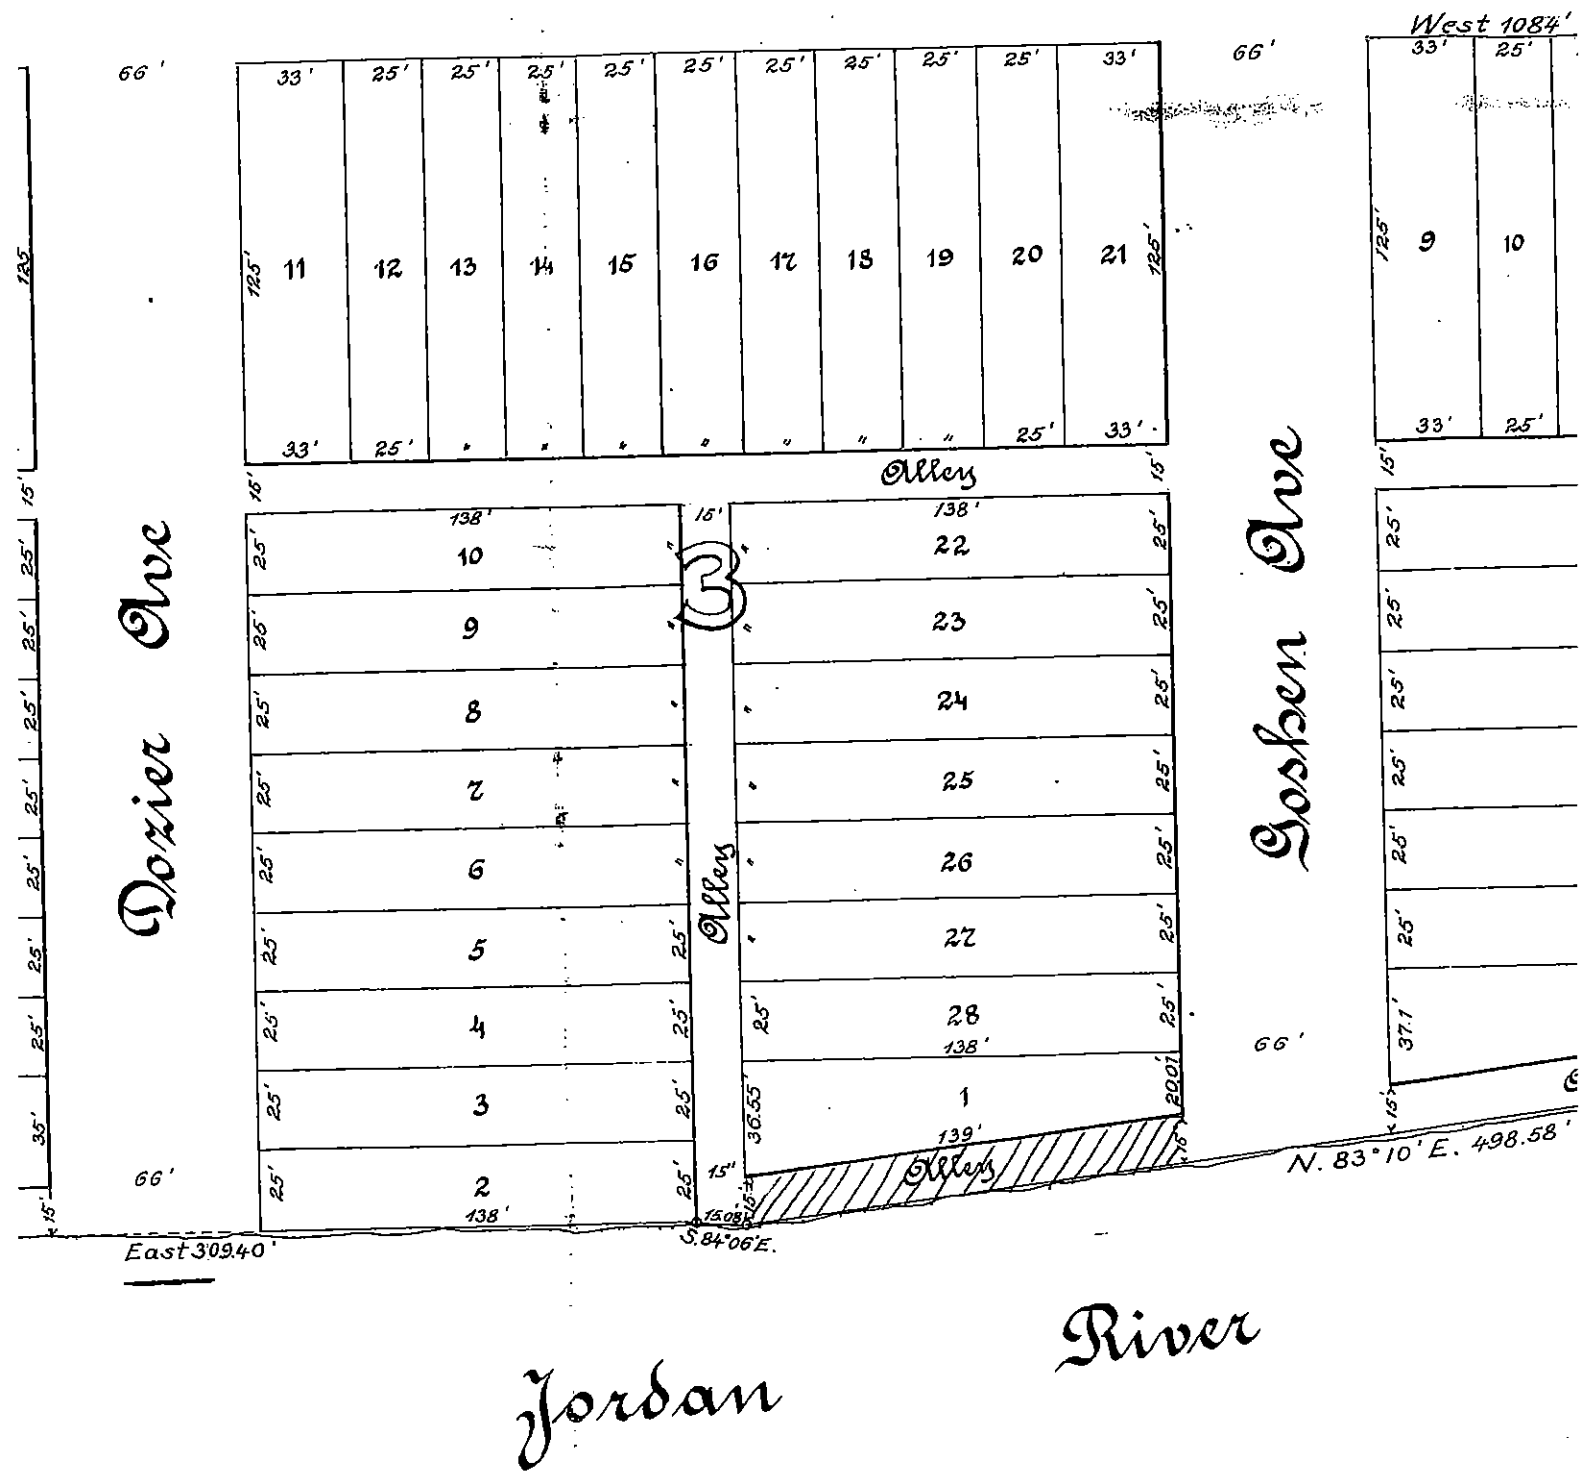 West 1084'
66' 33' 25' 25' 25' 25' 25' 25' 25' 25' 25' 33' 66' 33' 25'
125 125' 11 12 13 14 15 16 17 18 19 20 21 125' 125' 9 10
33' 25' " " " " " " " 25' 33' 33' 25'
15' 15' Alley 15' 15'
138' 15' 138'
25' 25' 10 " 3 " 22 25' 25'
25' 25' 9 " " 23 25' 25'
25' 25' 8 " " 24 25' 25'
25' 25' 7 " " 25 25' 25'
25' 25' 6 " " 26 25' 25'
Alley
25' 25' 5 25' " 27 25' 25'
25' 25' 4 25' 25' 28 25' 37.1'
138'
Dozier Ave
Goshen Ave
66'
35' 25' 3 25' 36.55' 1 20.01'
139'
Alley
66' 25' 2 25' 15" 15' 15' 15'
138' 15.08'
15'
East 309.40'
S. 84°06'E.
N. 83°10' E. 498.58'
Jordan River